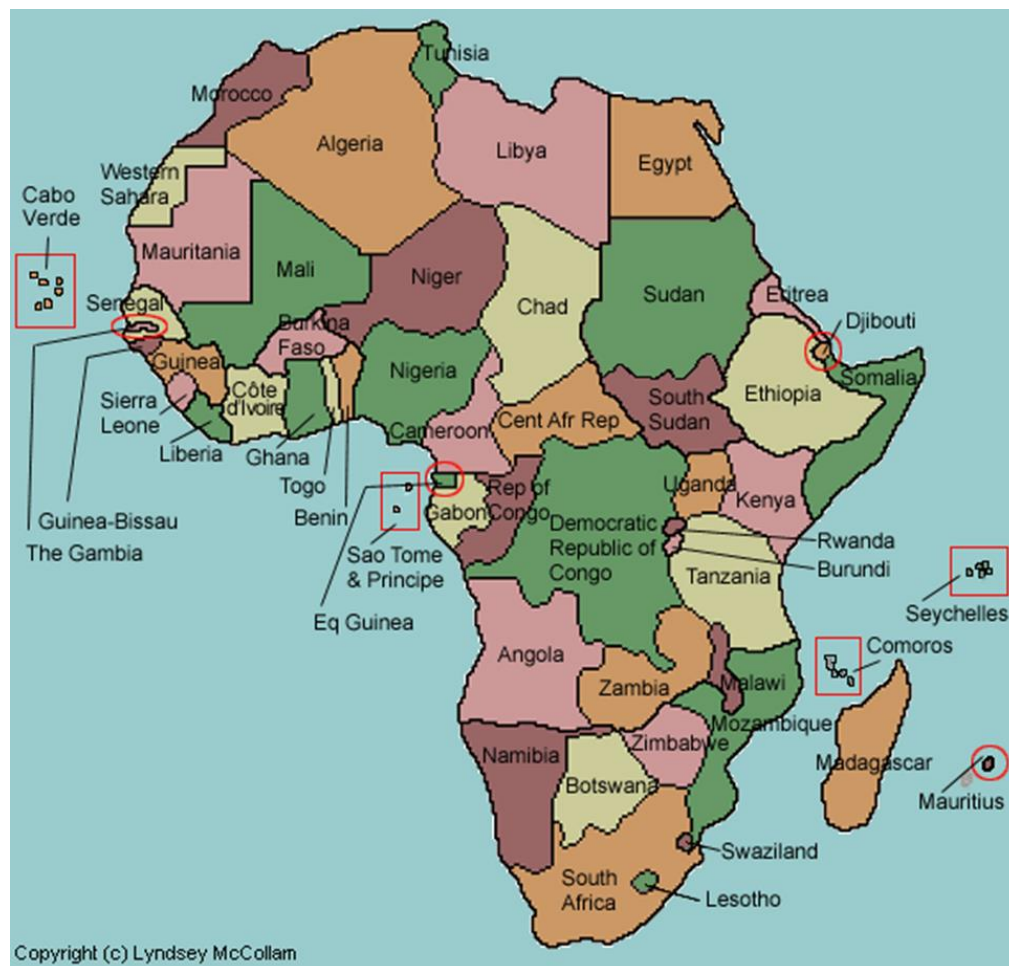 Tunisia
Morocco
Algeria
Libya
Egypt
Western
Sahara
Cabo
Verde
Mauritania
Mali
Niger
Chad
Sudan
Eritrea
Djibouti
Senegal
Burkina
Faso
Guinea
Nigeria
Ethiopia
Somalia
Côte
d'Ivoire
Sierra
Leone
South
Sudan
Cent Afr Rep
Cameroon
Liberia
Ghana
Togo
Benin
Uganda
Kenya
Rep of
Congo
Gabon
Guinea-Bissau
The Gambia
Sao Tome
& Principe
Democratic
Republic of
Congo
Rwanda
Burundi
Tanzania
Seychelles
Eq Guinea
Comoros
Angola
Zambia
Malawi
Mozambique
Namibia
Zimbabwe
Madagascar
Botswana
Mauritius
Swaziland
South
Africa
Lesotho
Copyright (c) Lyndsey McCollam